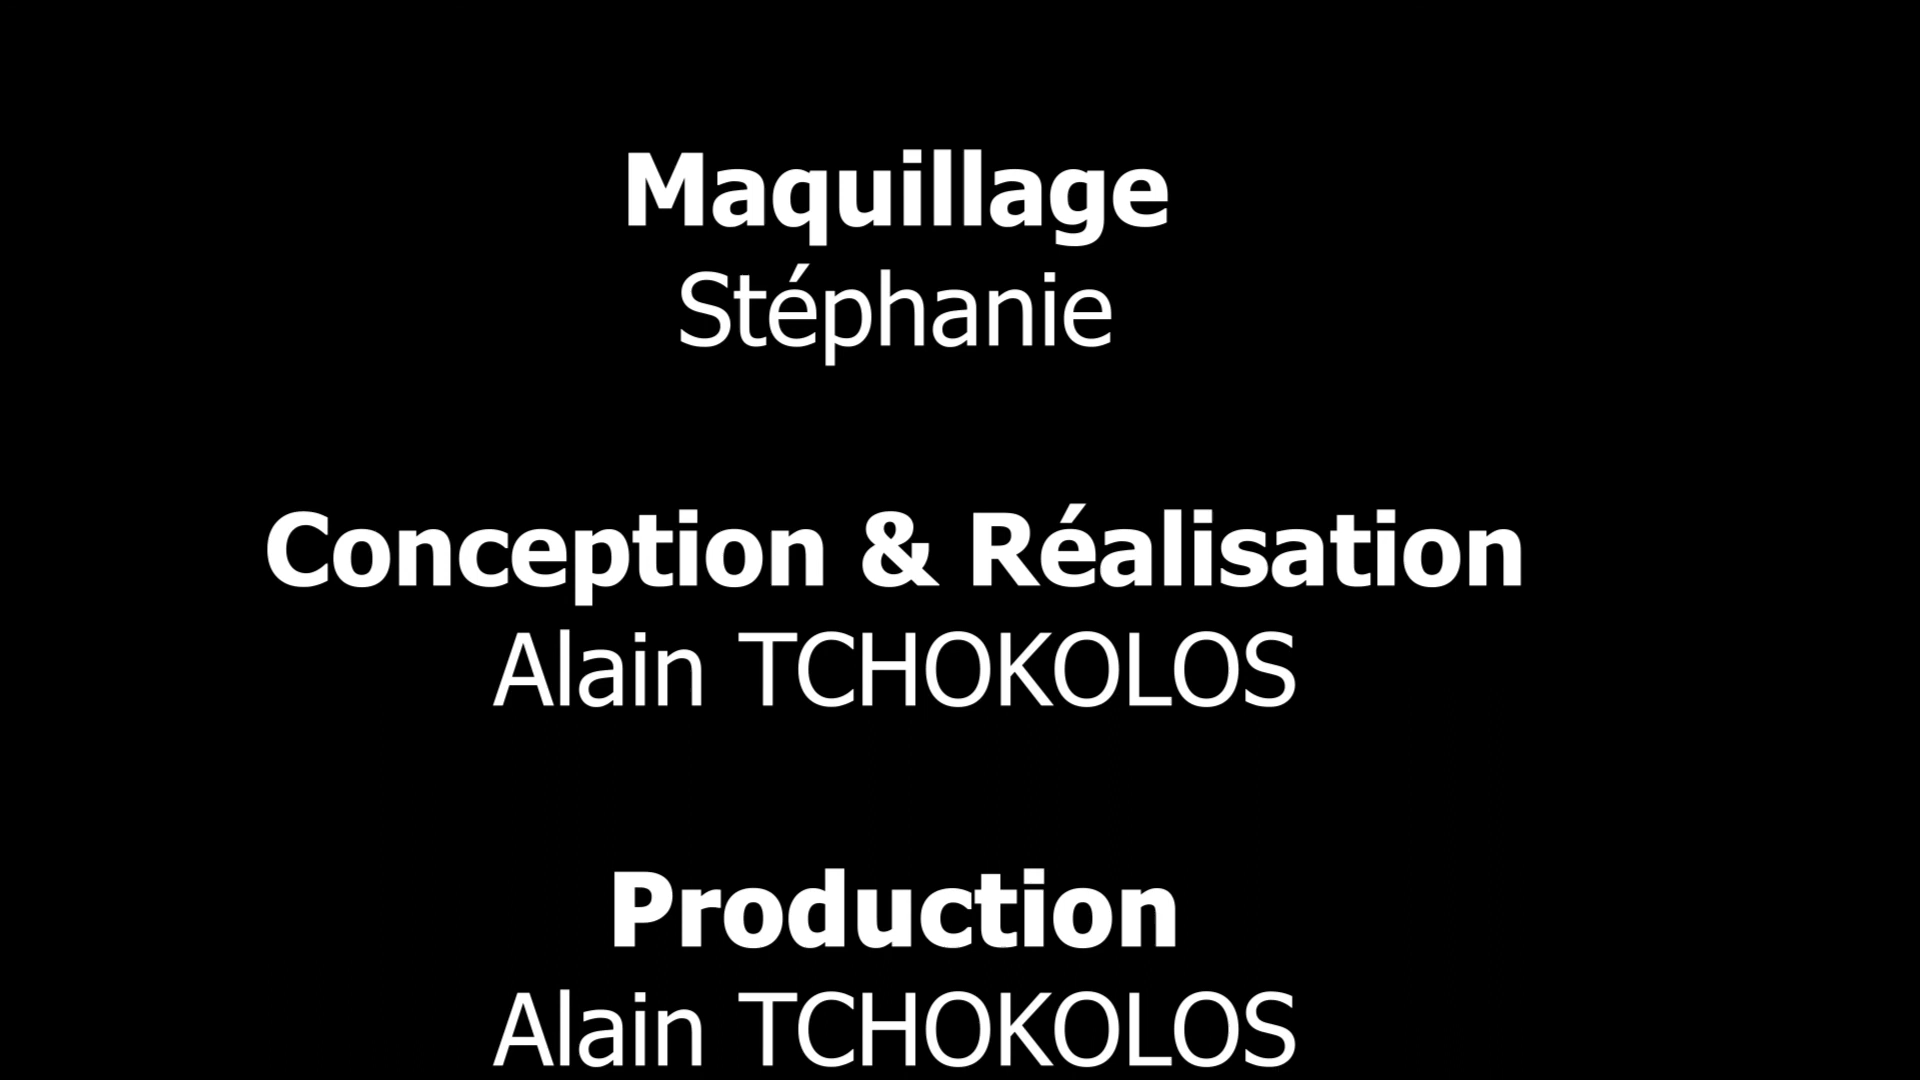 Maquillage
Stéphanie
Conception & Réalisation
Alain TCHOKOLOS
Production
Alain TCHOKOLOS